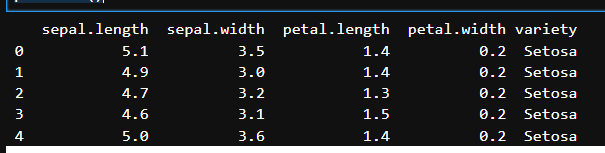 sepal.length sepal.width petal.length petal.width variety
0 5.1 3.5 1.4 0.2 Setosa
1 4.9 3.0 1.4 0.2 Setosa
2 4.7 3.2 1.3 0.2 Setosa
3 4.6 3.1 1.5 0.2 Setosa
4 5.0 3.6 1.4 0.2 Setosa